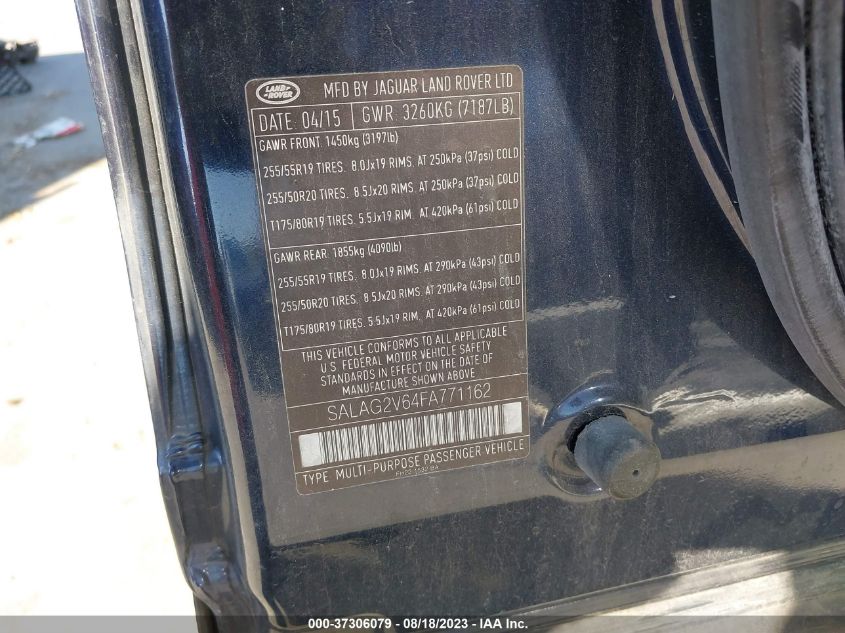 LAND
ROVER
MFD BY JAGUAR LAND ROVER LTD
DATE: 04/15 GWR: 3260KG (7187LB)
GAWR FRONT. 1450kg (3197lb)
255/55R19 TIRES. 8.0Jx19 RIMS. AT 250kPa (37psi) COLD
255/50R20 TIRES. 8.5Jx20 RIMS. AT 250kPa (37psi) COLD
T175/80R19 TIRES. 5.5Jx19 RIM. AT 420kPa (61psi) COLD
GAWR REAR. 1855kg (4090lb)
255/55R19 TIRES. 8.0Jx19 RIMS. AT 290kPa (43psi) COLD
255/50R20 TIRES. 8.5Jx20 RIMS. AT 290kPa (43psi) COLD
T175/80R19 TIRES. 5.5Jx19 RIM. AT 420kPa (61psi) COLD
THIS VEHICLE CONFORMS TO ALL APPLICABLE
U.S. FEDERAL MOTOR VEHICLE SAFETY
STANDARDS IN EFFECT ON THE DATE OF
MANUFACTURE SHOWN ABOVE
SALAG2V64FA771162
TYPE: MULTI-PURPOSE PASSENGER VEHICLE
000-37306079 - 08/18/2023 - #IMAGE_VIN_STICKER_TITLE_9#